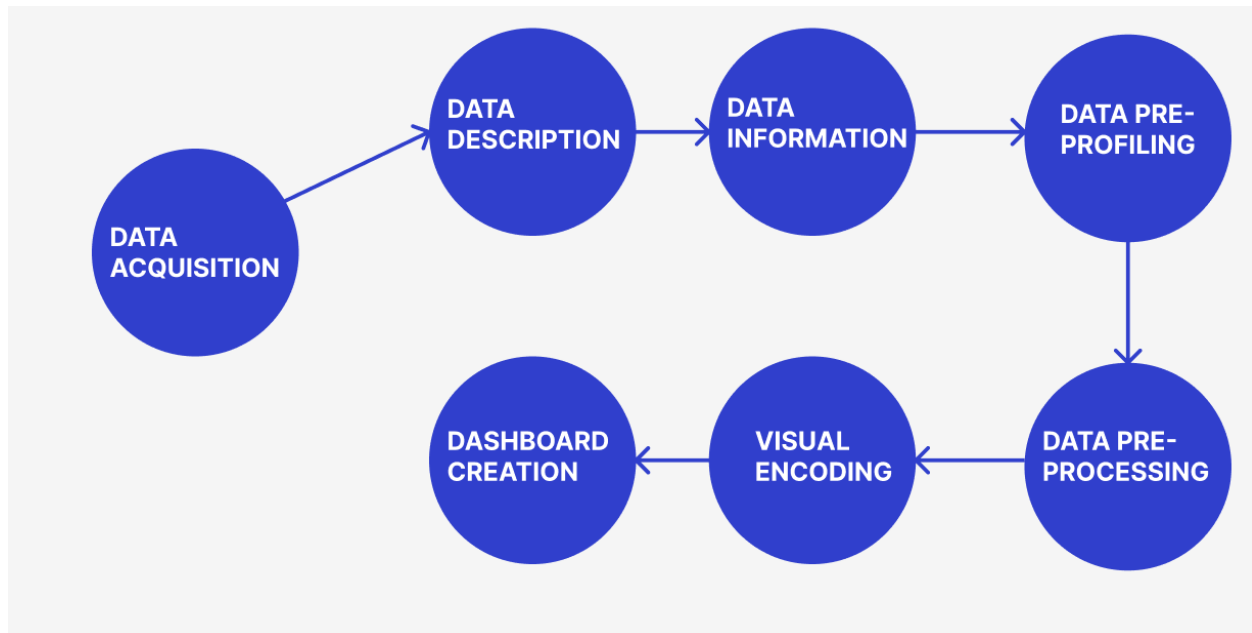 DATA
ACQUISITION
DATA
DESCRIPTION
DATA
INFORMATION
DATA PRE-
PROFILING
DATA PRE-
PROCESSING
VISUAL
ENCODING
DASHBOARD
CREATION